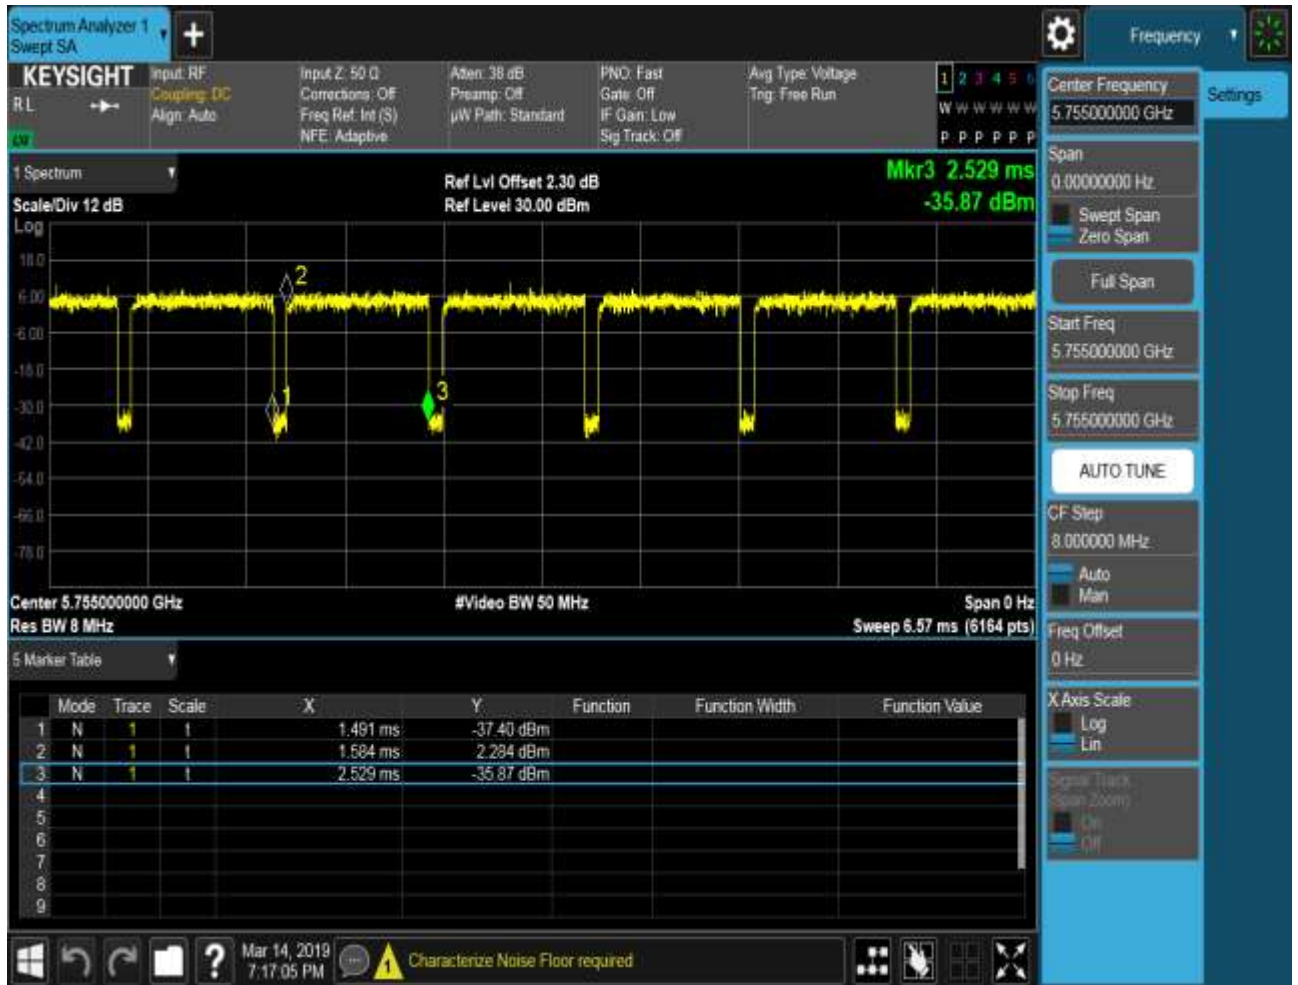 Spectrum Analyzer 1
Swept SA
+
Frequency
KEYSIGHT
RL
Input: RF
Coupling: DC
Align: Auto
Input Z: 50 Ω
Corrections: Off
Freq Ref: Int (S)
NFE: Adaptive
Atten: 38 dB
Preamp: Off
µW Path: Standard
PNO: Fast
Gate: Off
IF Gain: Low
Sig Track: Off
Avg Type: Voltage
Trig: Free Run
1 2 3 4 5 6
W W W W W W
P P P P P P
1 Spectrum
Scale/Div 12 dB
Log
Ref Lvl Offset 2.30 dB
Ref Level 30.00 dBm
Mkr3 2.529 ms
-35.87 dBm
18.0
6.00
-6.00
-18.0
-30.0
-42.0
-54.0
-66.0
-78.0
2
1
3
Center 5.755000000 GHz
#Video BW 50 MHz
Span 0 Hz
Res BW 8 MHz
Sweep 6.57 ms (6164 pts)
5 Marker Table
Mode Trace Scale X Y Function Function Width Function Value
1 N 1 t 1.491 ms -37.40 dBm
2 N 1 t 1.584 ms 2.284 dBm
3 N 1 t 2.529 ms -35.87 dBm
4
5
6
7
8
9
Mar 14, 2019
7:17:05 PM
?
1
Characterize Noise Floor required
Center Frequency
5.755000000 GHz
Settings
Span
0.00000000 Hz
Swept Span
Zero Span
Full Span
Start Freq
5.755000000 GHz
Stop Freq
5.755000000 GHz
AUTO TUNE
CF Step
8.000000 MHz
Auto
Man
Freq Offset
0 Hz
X Axis Scale
Log
Lin
Signal Track
(Span Zoom)
On
Off